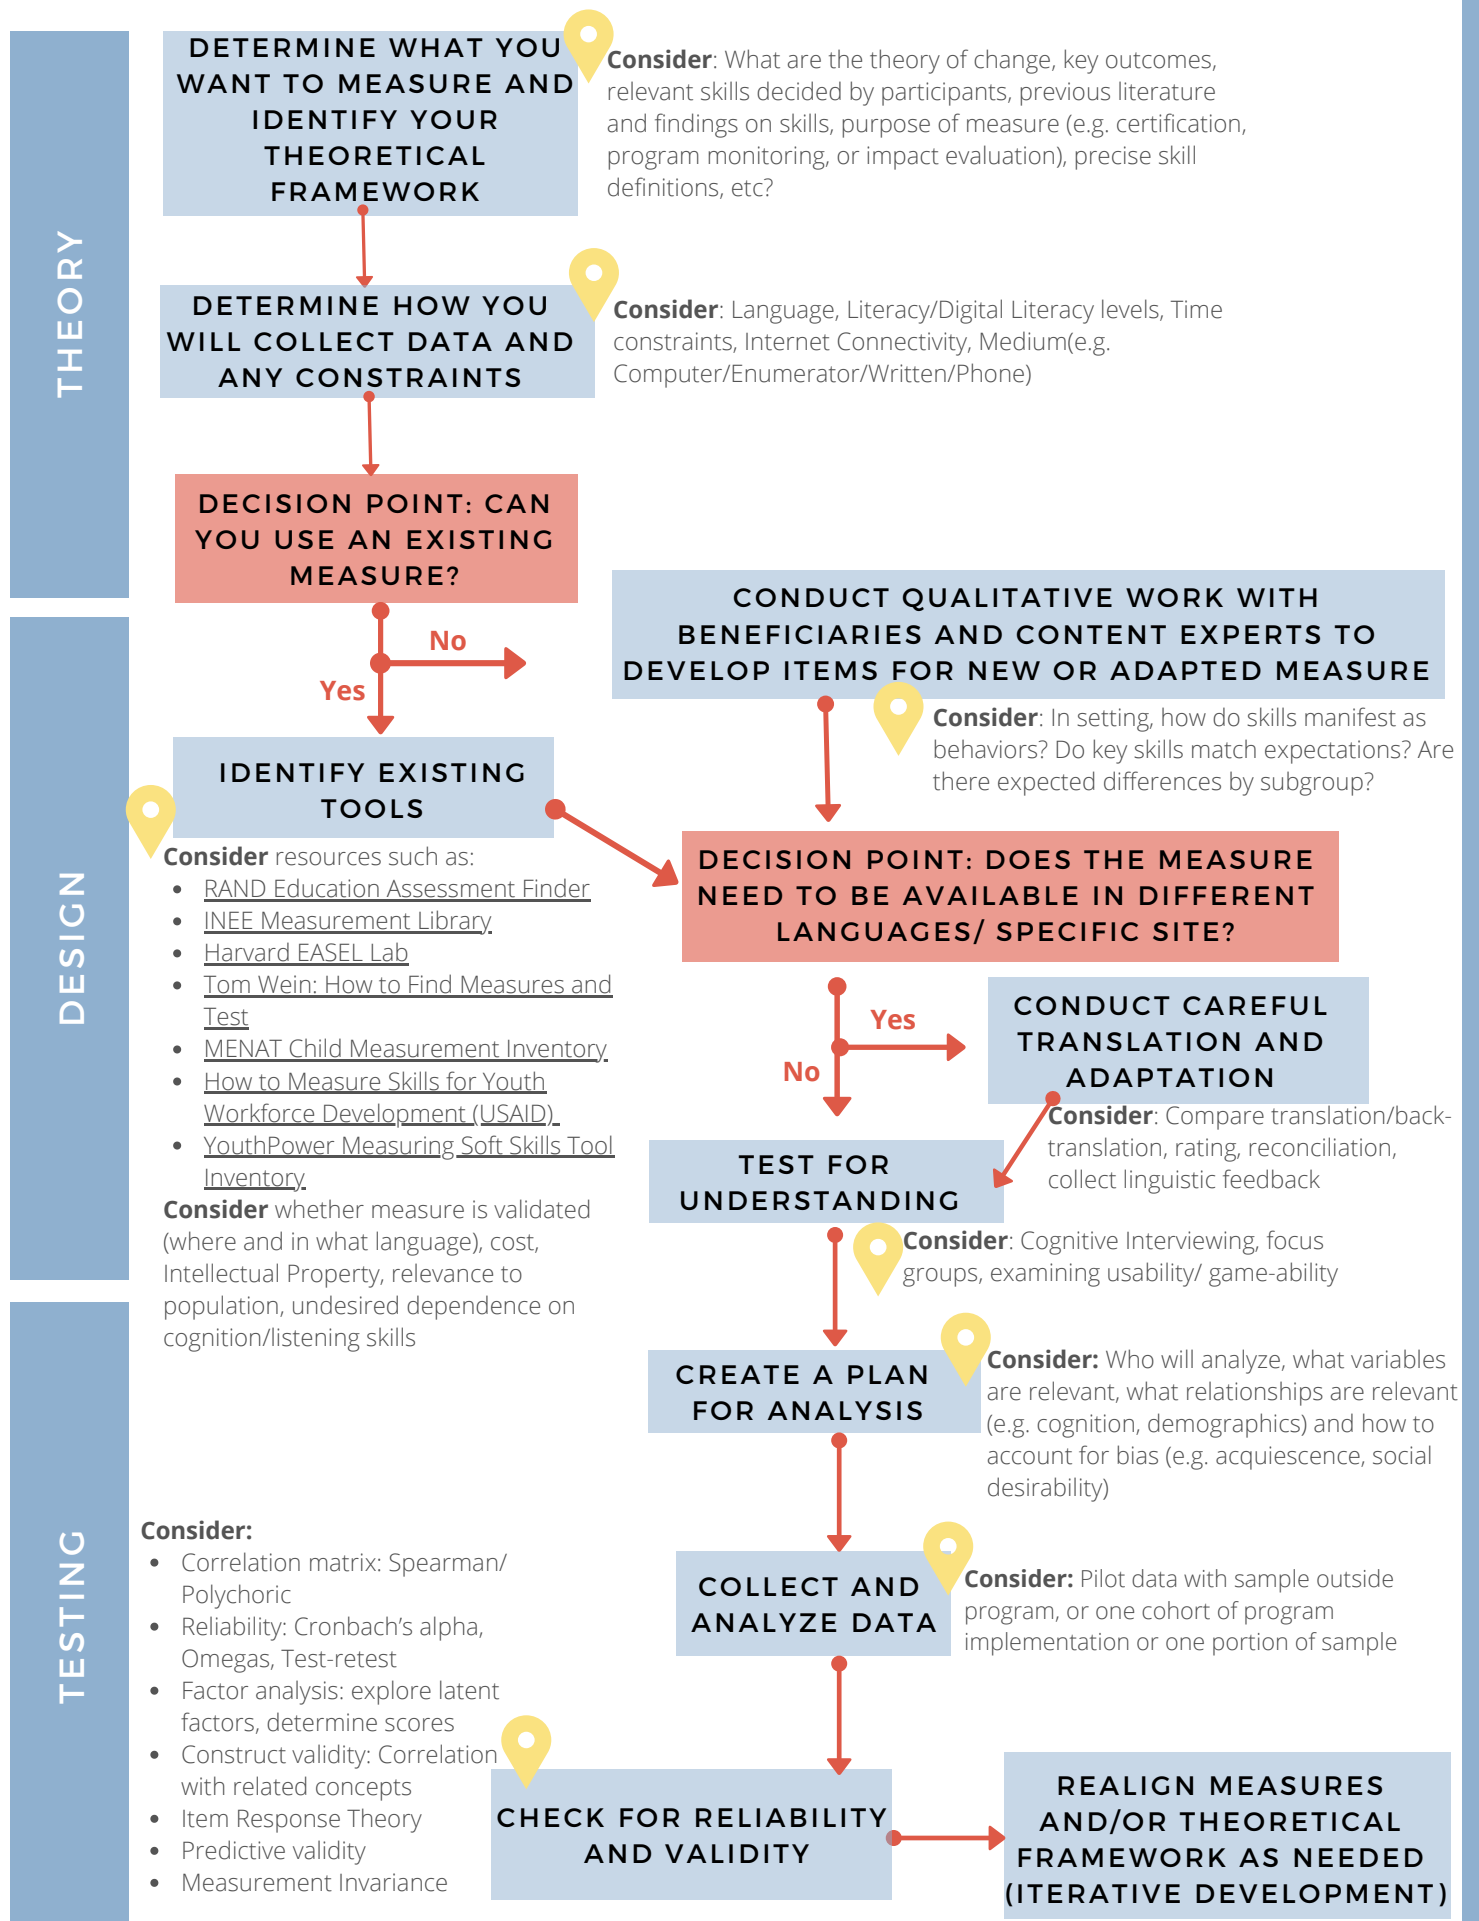 THEORY
DETERMINE WHAT YOU
WANT TO MEASURE AND
IDENTIFY YOUR
THEORETICAL
FRAMEWORK
Consider: What are the theory of change, key outcomes,
relevant skills decided by participants, previous literature
and findings on skills, purpose of measure (e.g. certification,
program monitoring, or impact evaluation), precise skill
definitions, etc?
DETERMINE HOW YOU
WILL COLLECT DATA AND
ANY CONSTRAINTS
Consider: Language, Literacy/Digital Literacy levels, Time
constraints, Internet Connectivity, Medium(e.g.
Computer/Enumerator/Written/Phone)
DECISION POINT: CAN
YOU USE AN EXISTING
MEASURE?
No
Yes
DESIGN
CONDUCT QUALITATIVE WORK WITH
BENEFICIARIES AND CONTENT EXPERTS TO
DEVELOP ITEMS FOR NEW OR ADAPTED MEASURE
Consider: In setting, how do skills manifest as
behaviors? Do key skills match expectations? Are
there expected differences by subgroup?
IDENTIFY EXISTING
TOOLS
Consider resources such as:
• RAND Education Assessment Finder
• INEE Measurement Library
• Harvard EASEL Lab
• Tom Wein: How to Find Measures and
Test
• MENAT Child Measurement Inventory
• How to Measure Skills for Youth
Workforce Development (USAID)
• YouthPower Measuring Soft Skills Tool
Inventory
Consider whether measure is validated
(where and in what language), cost,
Intellectual Property, relevance to
population, undesired dependence on
cognition/listening skills
DECISION POINT: DOES THE MEASURE
NEED TO BE AVAILABLE IN DIFFERENT
LANGUAGES/ SPECIFIC SITE?
Yes
No
CONDUCT CAREFUL
TRANSLATION AND
ADAPTATION
Consider: Compare translation/back-
translation, rating, reconciliation,
collect linguistic feedback
TEST FOR
UNDERSTANDING
Consider: Cognitive Interviewing, focus
groups, examining usability/ game-ability
TESTING
CREATE A PLAN
FOR ANALYSIS
Consider: Who will analyze, what variables
are relevant, what relationships are relevant
(e.g. cognition, demographics) and how to
account for bias (e.g. acquiescence, social
desirability)
COLLECT AND
ANALYZE DATA
Consider: Pilot data with sample outside
program, or one cohort of program
implementation or one portion of sample
Consider:
• Correlation matrix: Spearman/
Polychoric
• Reliability: Cronbach's alpha,
Omegas, Test-retest
• Factor analysis: explore latent
factors, determine scores
• Construct validity: Correlation
with related concepts
• Item Response Theory
• Predictive validity
• Measurement Invariance
CHECK FOR RELIABILITY
AND VALIDITY
REALIGN MEASURES
AND/OR THEORETICAL
FRAMEWORK AS NEEDED
(ITERATIVE DEVELOPMENT)